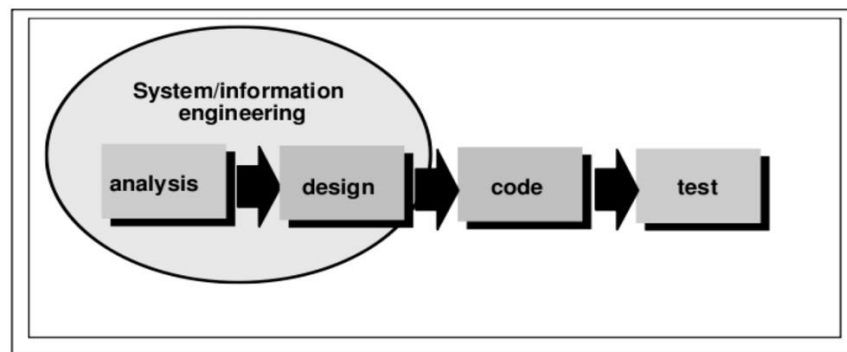 System/information
engineering
analysis
design
code
test